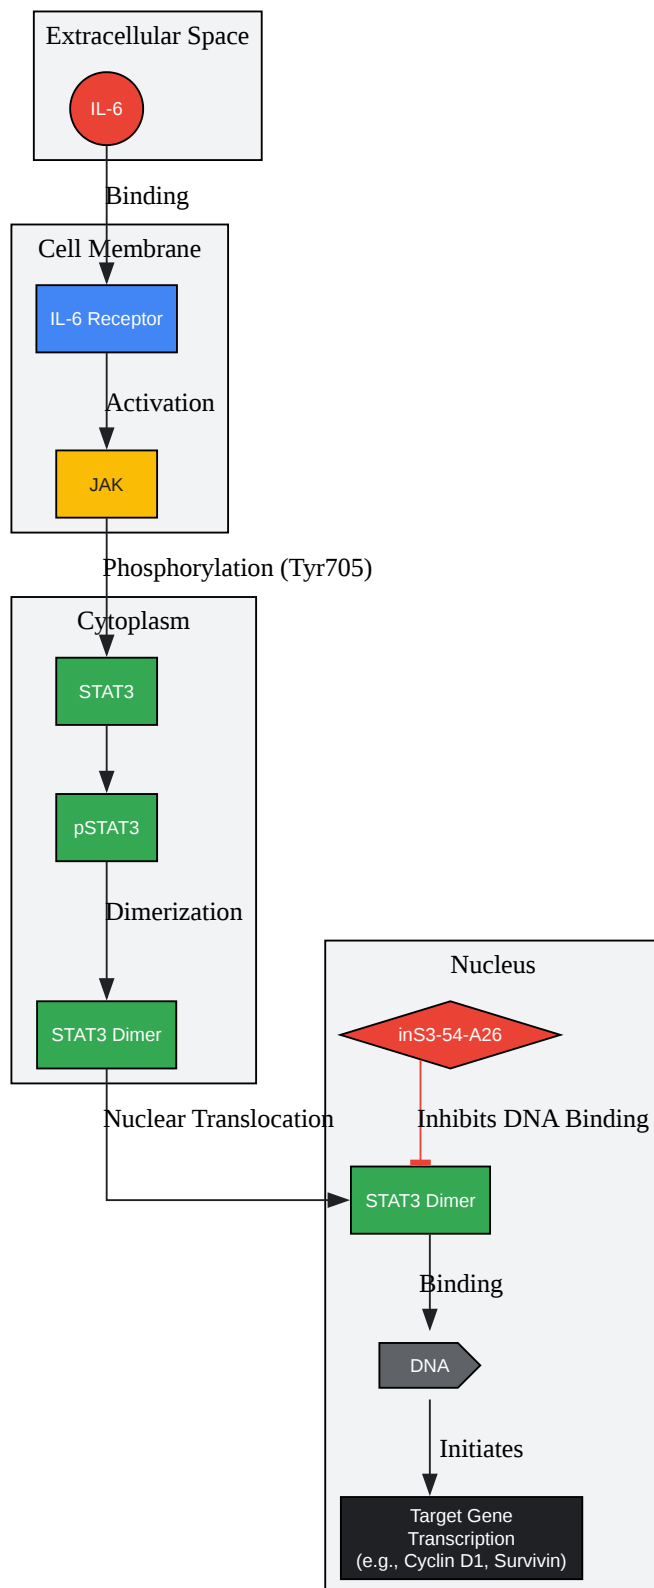 Extracellular Space
IL-6
Binding
Cell Membrane
IL-6 Receptor
Activation
JAK
Phosphorylation (Tyr705)
Cytoplasm
STAT3
pSTAT3
Dimerization
STAT3 Dimer
Nuclear Translocation
Nucleus
inS3-54-A26
Inhibits DNA Binding
STAT3 Dimer
Binding
DNA
Initiates
Target Gene
Transcription
(e.g., Cyclin D1, Survivin)